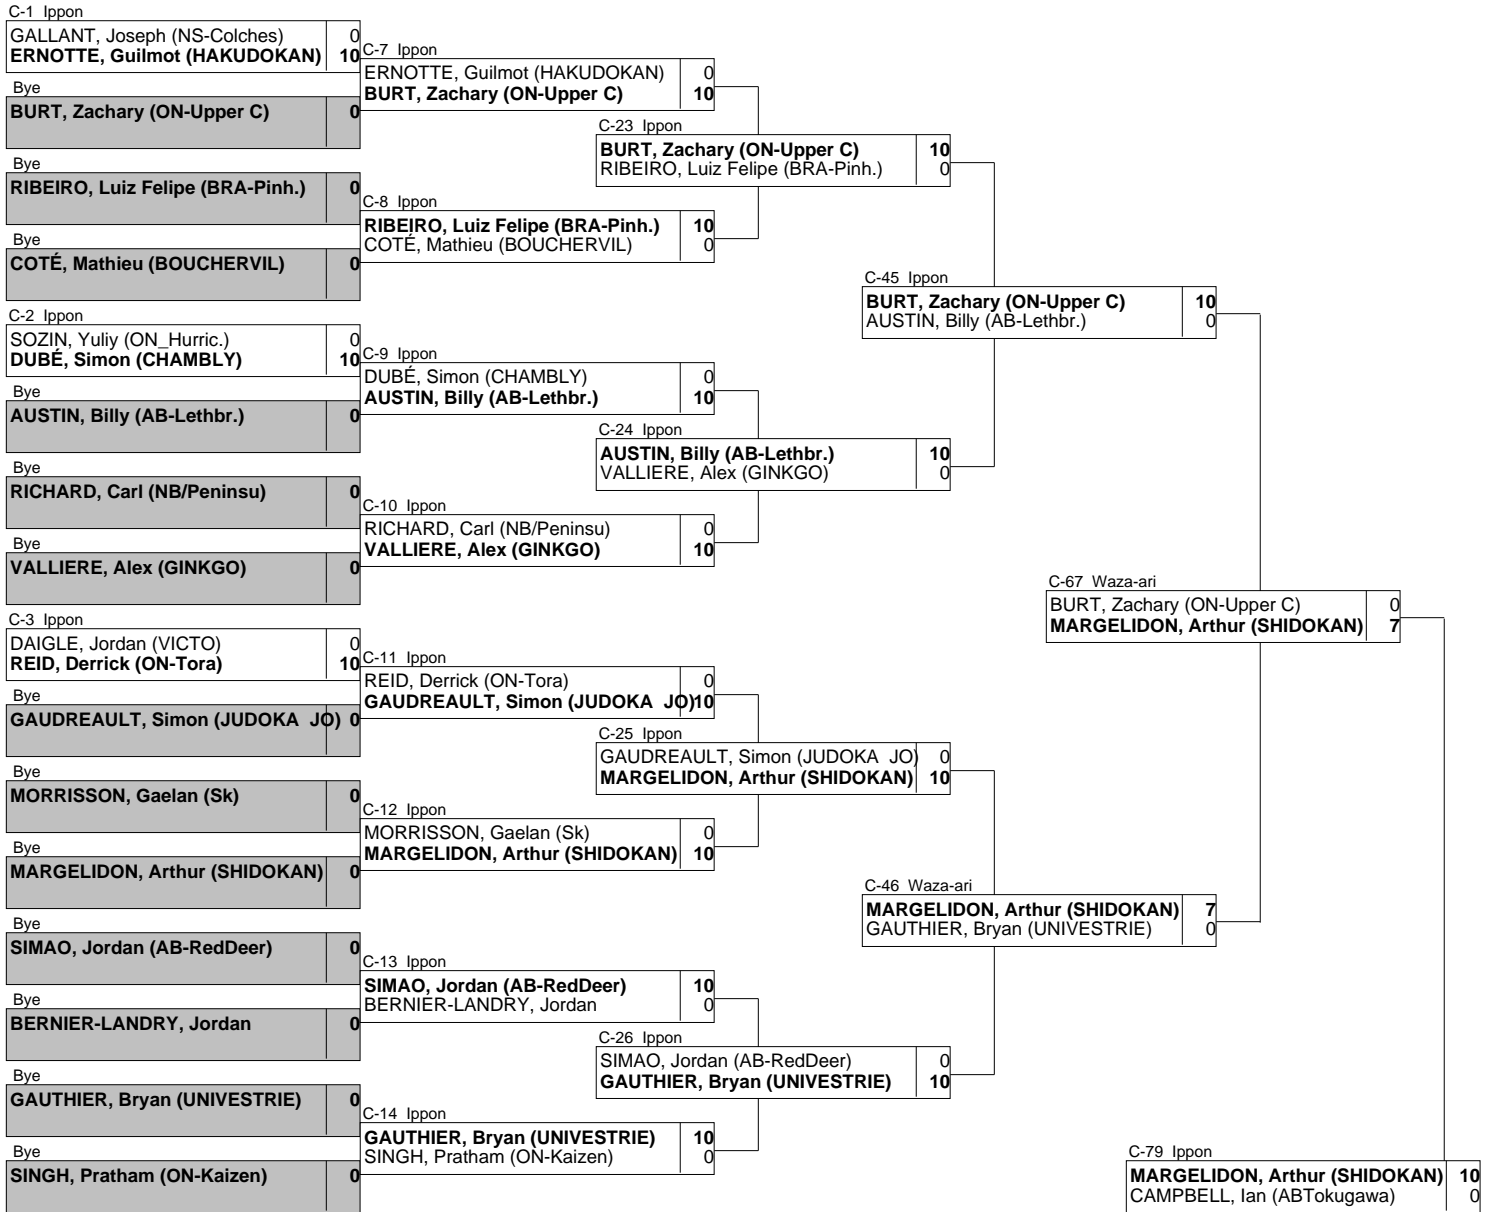 C-1 Ippon
GALLANT, Joseph (NS-Colches) 0
ERNOTTE, Guilmot (HAKUDOKAN) 10
Bye
BURT, Zachary (ON-Upper C) 0
Bye
RIBEIRO, Luiz Felipe (BRA-Pinh.) 0
Bye
COTÉ, Mathieu (BOUCHERVIL) 0
C-2 Ippon
SOZIN, Yuliy (ON_Hurric.) 0
DUBÉ, Simon (CHAMBLY) 10
Bye
AUSTIN, Billy (AB-Lethbr.) 0
Bye
RICHARD, Carl (NB/Peninsu) 0
Bye
VALLIERE, Alex (GINKGO) 0
C-3 Ippon
DAIGLE, Jordan (VICTO) 0
REID, Derrick (ON-Tora) 10
Bye
GAUDREAULT, Simon (JUDOKA JO) 0
Bye
MORRISSON, Gaelan (Sk) 0
Bye
MARGELIDON, Arthur (SHIDOKAN) 0
Bye
SIMAO, Jordan (AB-RedDeer) 0
Bye
BERNIER-LANDRY, Jordan 0
Bye
GAUTHIER, Bryan (UNIVESTRIE) 0
Bye
SINGH, Pratham (ON-Kaizen) 0
C-7 Ippon
ERNOTTE, Guilmot (HAKUDOKAN) 0
BURT, Zachary (ON-Upper C) 10
C-8 Ippon
RIBEIRO, Luiz Felipe (BRA-Pinh.) 10
COTÉ, Mathieu (BOUCHERVIL) 0
C-9 Ippon
DUBÉ, Simon (CHAMBLY) 0
AUSTIN, Billy (AB-Lethbr.) 10
C-10 Ippon
RICHARD, Carl (NB/Peninsu) 0
VALLIERE, Alex (GINKGO) 10
C-11 Ippon
REID, Derrick (ON-Tora) 0
GAUDREAULT, Simon (JUDOKA JO) 10
C-12 Ippon
MORRISSON, Gaelan (Sk) 0
MARGELIDON, Arthur (SHIDOKAN) 10
C-13 Ippon
SIMAO, Jordan (AB-RedDeer) 10
BERNIER-LANDRY, Jordan 0
C-14 Ippon
GAUTHIER, Bryan (UNIVESTRIE) 10
SINGH, Pratham (ON-Kaizen) 0
C-23 Ippon
BURT, Zachary (ON-Upper C) 10
RIBEIRO, Luiz Felipe (BRA-Pinh.) 0
C-24 Ippon
AUSTIN, Billy (AB-Lethbr.) 10
VALLIERE, Alex (GINKGO) 0
C-25 Ippon
GAUDREAULT, Simon (JUDOKA JO) 0
MARGELIDON, Arthur (SHIDOKAN) 10
C-26 Ippon
SIMAO, Jordan (AB-RedDeer) 0
GAUTHIER, Bryan (UNIVESTRIE) 10
C-45 Ippon
BURT, Zachary (ON-Upper C) 10
AUSTIN, Billy (AB-Lethbr.) 0
C-46 Waza-ari
MARGELIDON, Arthur (SHIDOKAN) 7
GAUTHIER, Bryan (UNIVESTRIE) 0
C-67 Waza-ari
BURT, Zachary (ON-Upper C) 0
MARGELIDON, Arthur (SHIDOKAN) 7
C-79 Ippon
MARGELIDON, Arthur (SHIDOKAN) 10
CAMPBELL, Ian (ABTokugawa) 0